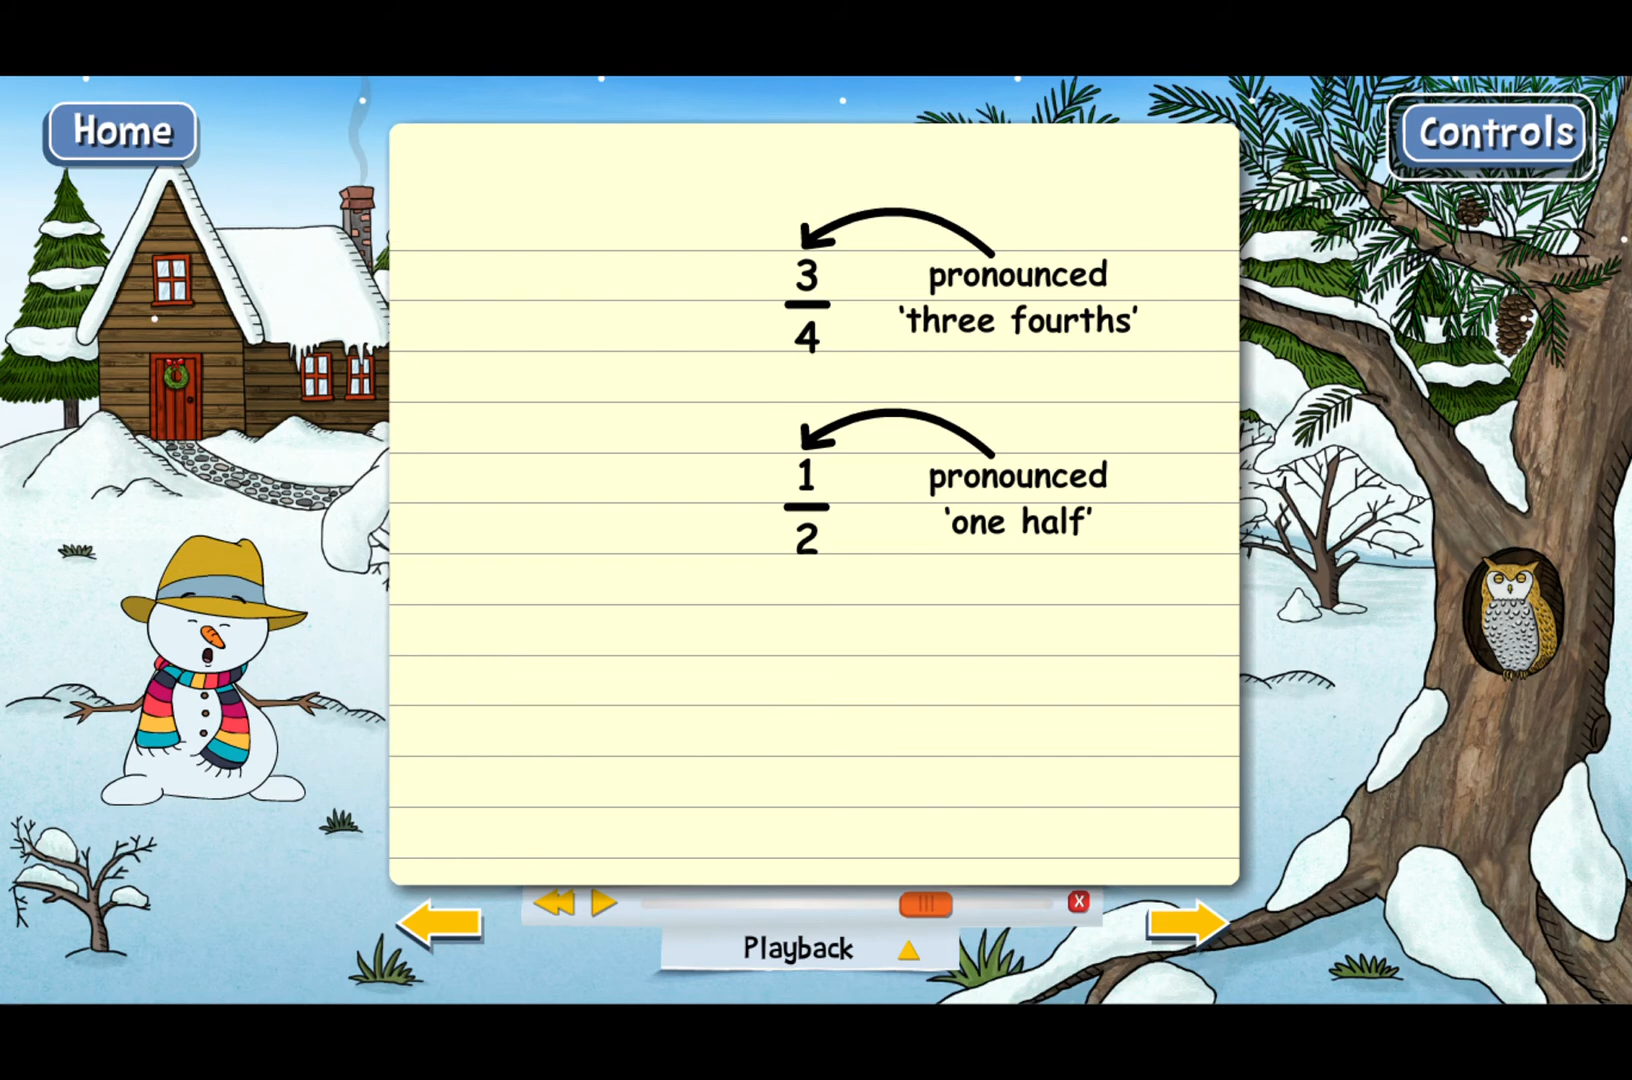 Home
Controls
3
4
pronounced
‘three fourths’
1
2
pronounced
‘one half’
X
Playback